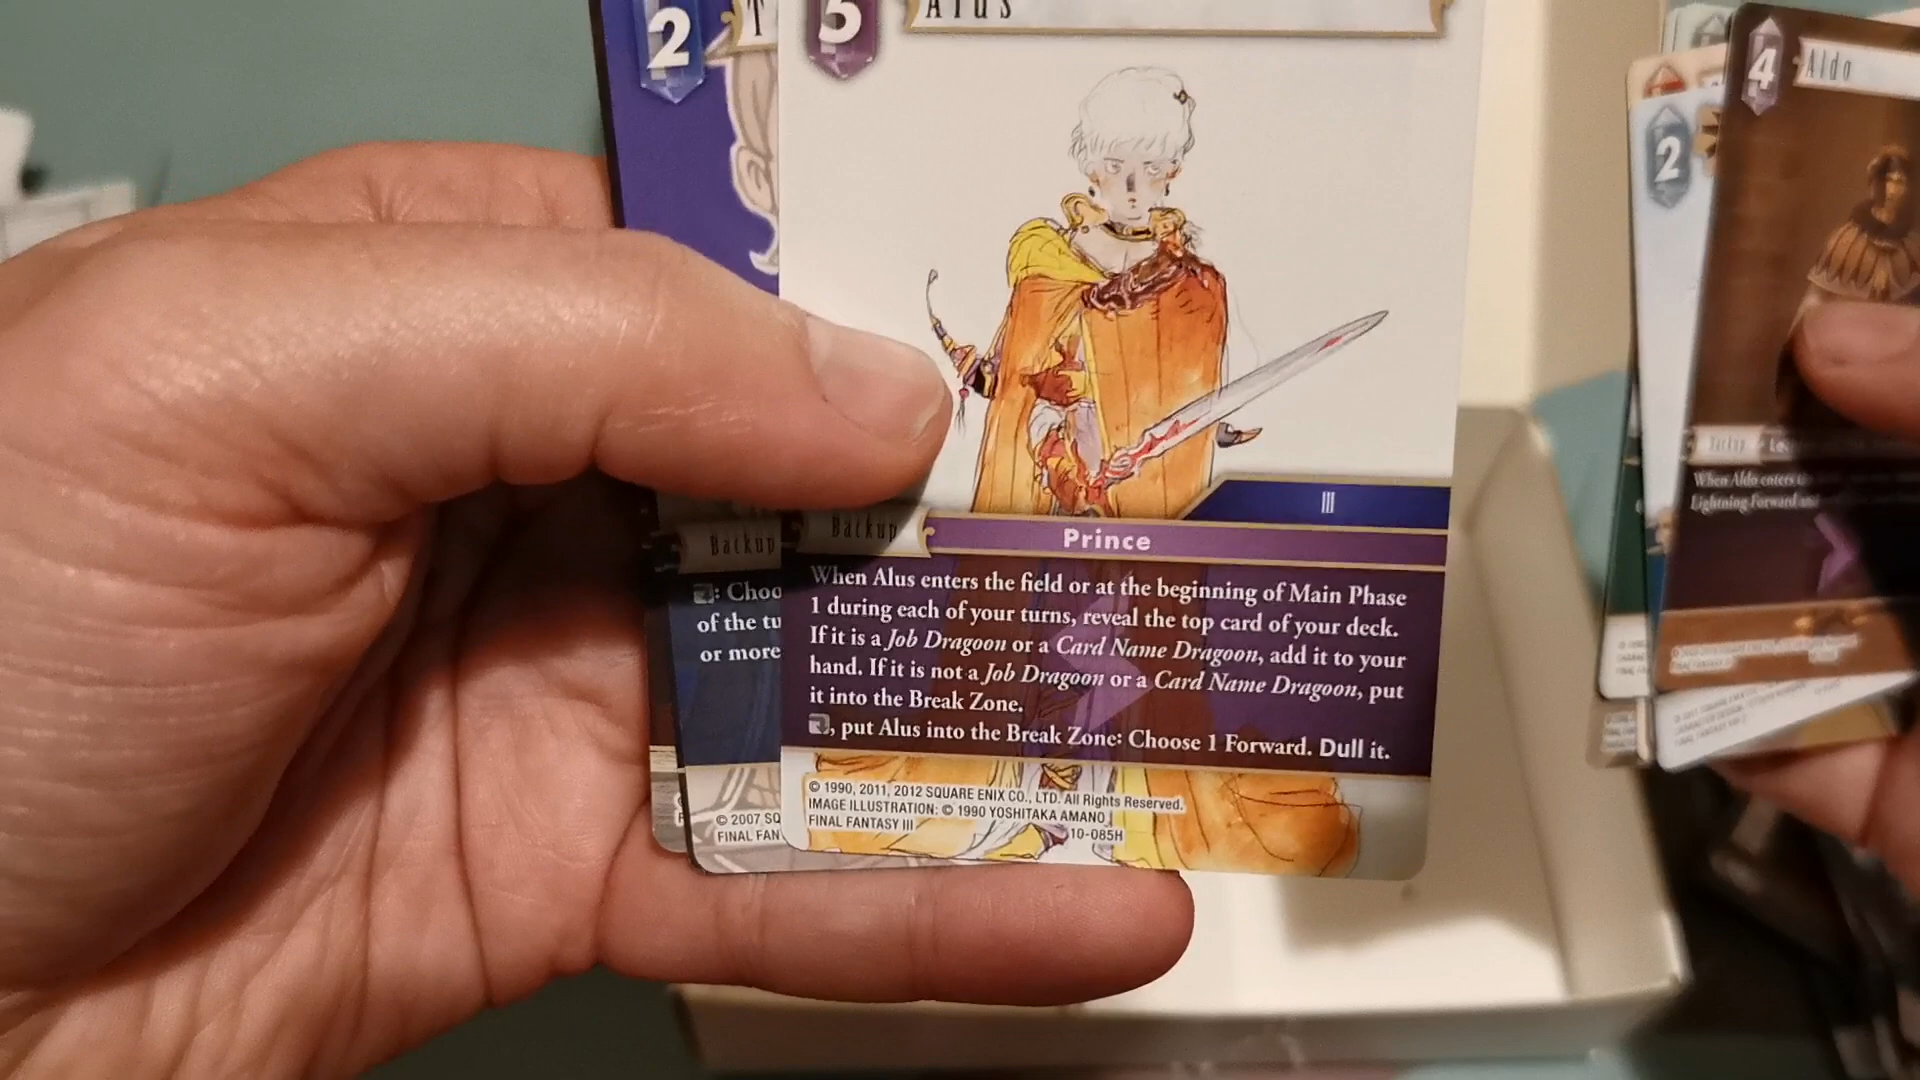 2
T
5
Alus
III
Backup
Prince
When Alus enters the field or at the beginning of Main Phase
1 during each of your turns, reveal the top card of your deck.
If it is a Job Dragoon or a Card Name Dragoon, add it to your
hand. If it is not a Job Dragoon or a Card Name Dragoon, put
it into the Break Zone.
, put Alus into the Break Zone: Choose 1 Forward. Dull it.
© 1990, 2011, 2012 SQUARE ENIX CO., LTD. All Rights Reserved.
IMAGE ILLUSTRATION: © 1990 YOSHITAKA AMANO
FINAL FANTASY III
10-085H
Backup
: Choo
of the tu
or more
© 2007 SQ
FINAL FAN
2
4
Aldo
Backup
When Aldo enters
Lightning Forward and